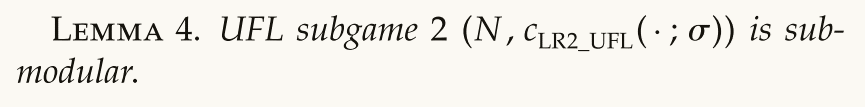 LEMMA 4. UFL subgame 2 (N, c_LR2_UFL(·; σ)) is sub-
modular.